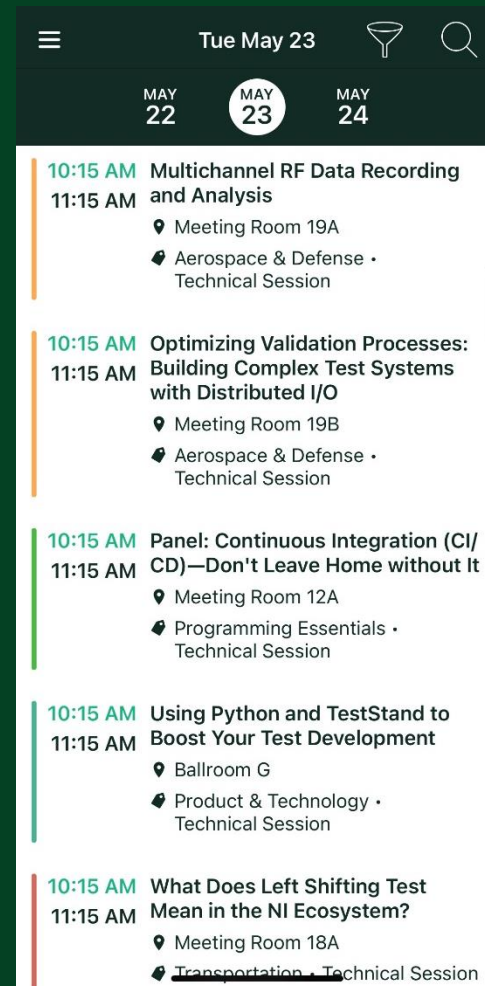 Tue May 23
MAY MAY MAY
22 23 24
10:15 AM Multichannel RF Data Recording
11:15 AM and Analysis
Meeting Room 19A
Aerospace & Defense •
Technical Session
10:15 AM Optimizing Validation Processes:
11:15 AM Building Complex Test Systems
with Distributed I/O
Meeting Room 19B
Aerospace & Defense •
Technical Session
10:15 AM Panel: Continuous Integration (CI/
11:15 AM CD)—Don't Leave Home without It
Meeting Room 12A
Programming Essentials •
Technical Session
10:15 AM Using Python and TestStand to
11:15 AM Boost Your Test Development
Ballroom G
Product & Technology •
Technical Session
10:15 AM What Does Left Shifting Test
11:15 AM Mean in the NI Ecosystem?
Meeting Room 18A
Transportation • Technical Session